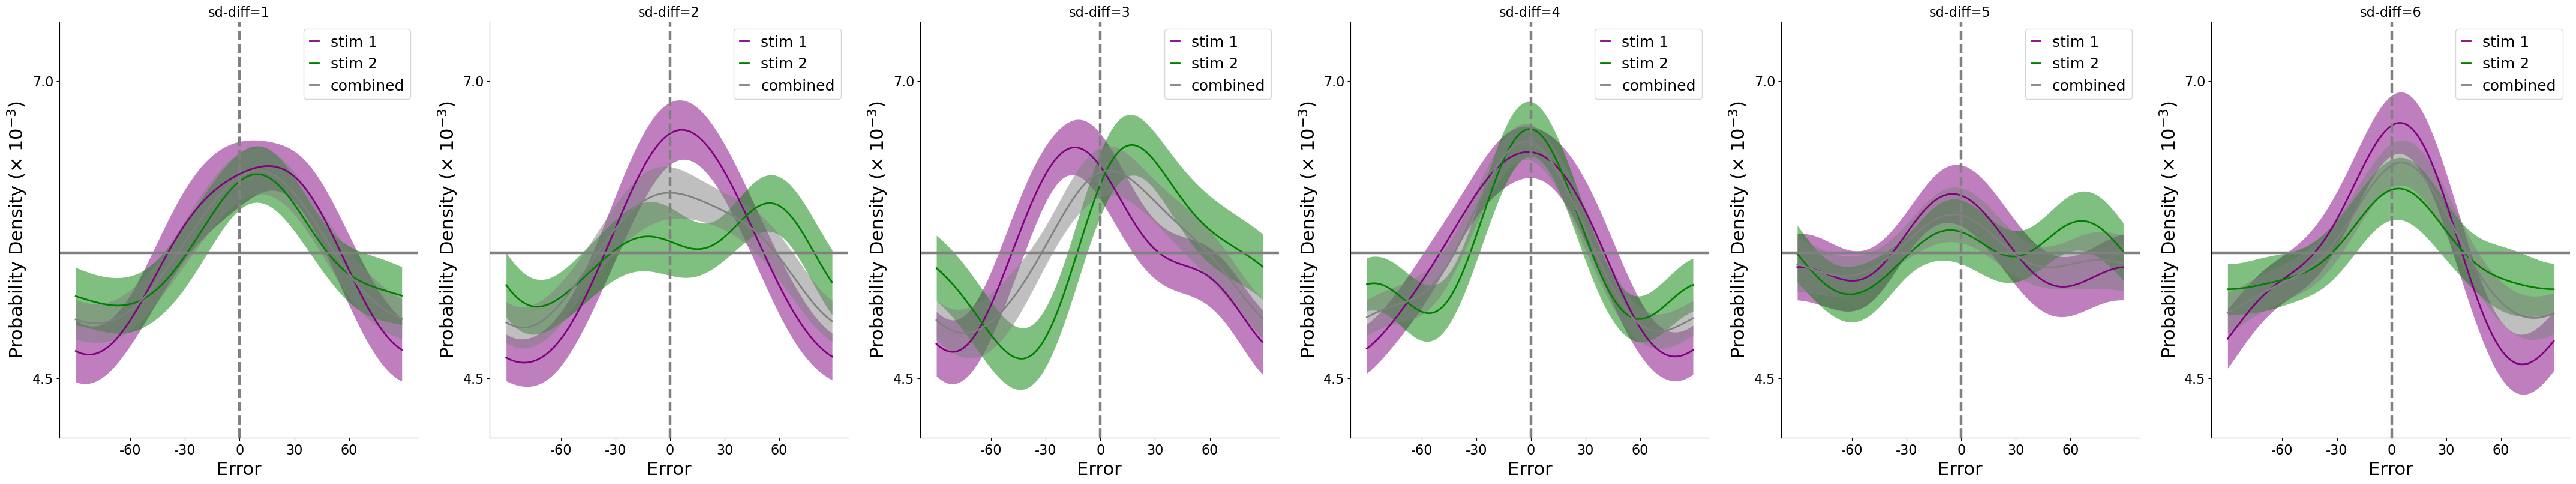 sd-diff=1
Probability Density (× 10⁻³)
7.0
4.5
stim 1
stim 2
combined
-60 -30 0 30 60
Error
sd-diff=2
Probability Density (× 10⁻³)
7.0
4.5
stim 1
stim 2
combined
-60 -30 0 30 60
Error
sd-diff=3
Probability Density (× 10⁻³)
7.0
4.5
stim 1
stim 2
combined
-60 -30 0 30 60
Error
sd-diff=4
Probability Density (× 10⁻³)
7.0
4.5
stim 1
stim 2
combined
-60 -30 0 30 60
Error
sd-diff=5
Probability Density (× 10⁻³)
7.0
4.5
stim 1
stim 2
combined
-60 -30 0 30 60
Error
sd-diff=6
Probability Density (× 10⁻³)
7.0
4.5
stim 1
stim 2
combined
-60 -30 0 30 60
Error